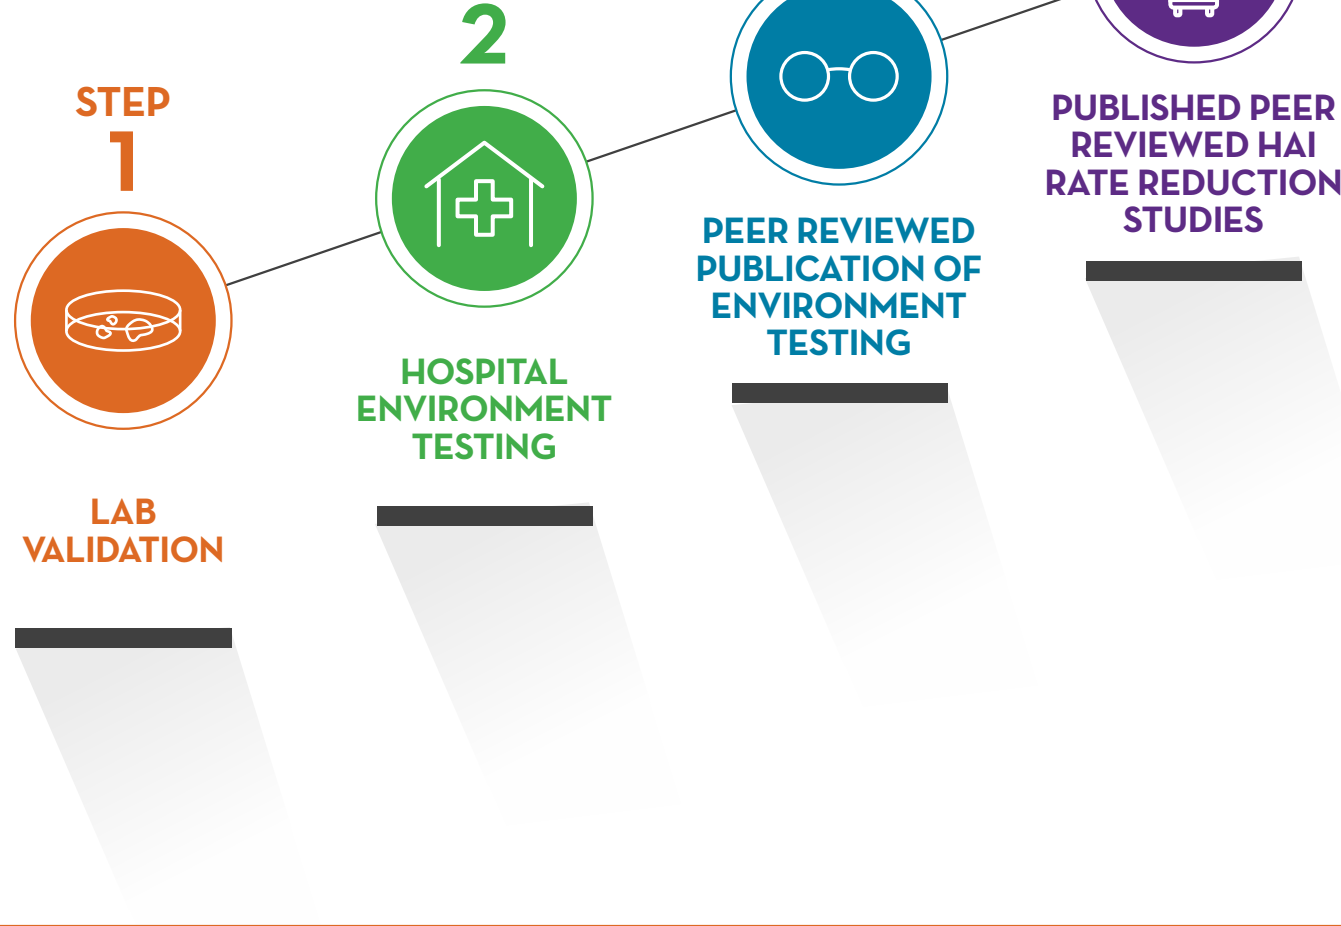 STEP
1
LAB
VALIDATION
2
HOSPITAL
ENVIRONMENT
TESTING
PEER REVIEWED
PUBLICATION OF
ENVIRONMENT
TESTING
PUBLISHED PEER
REVIEWED HAI
RATE REDUCTION
STUDIES